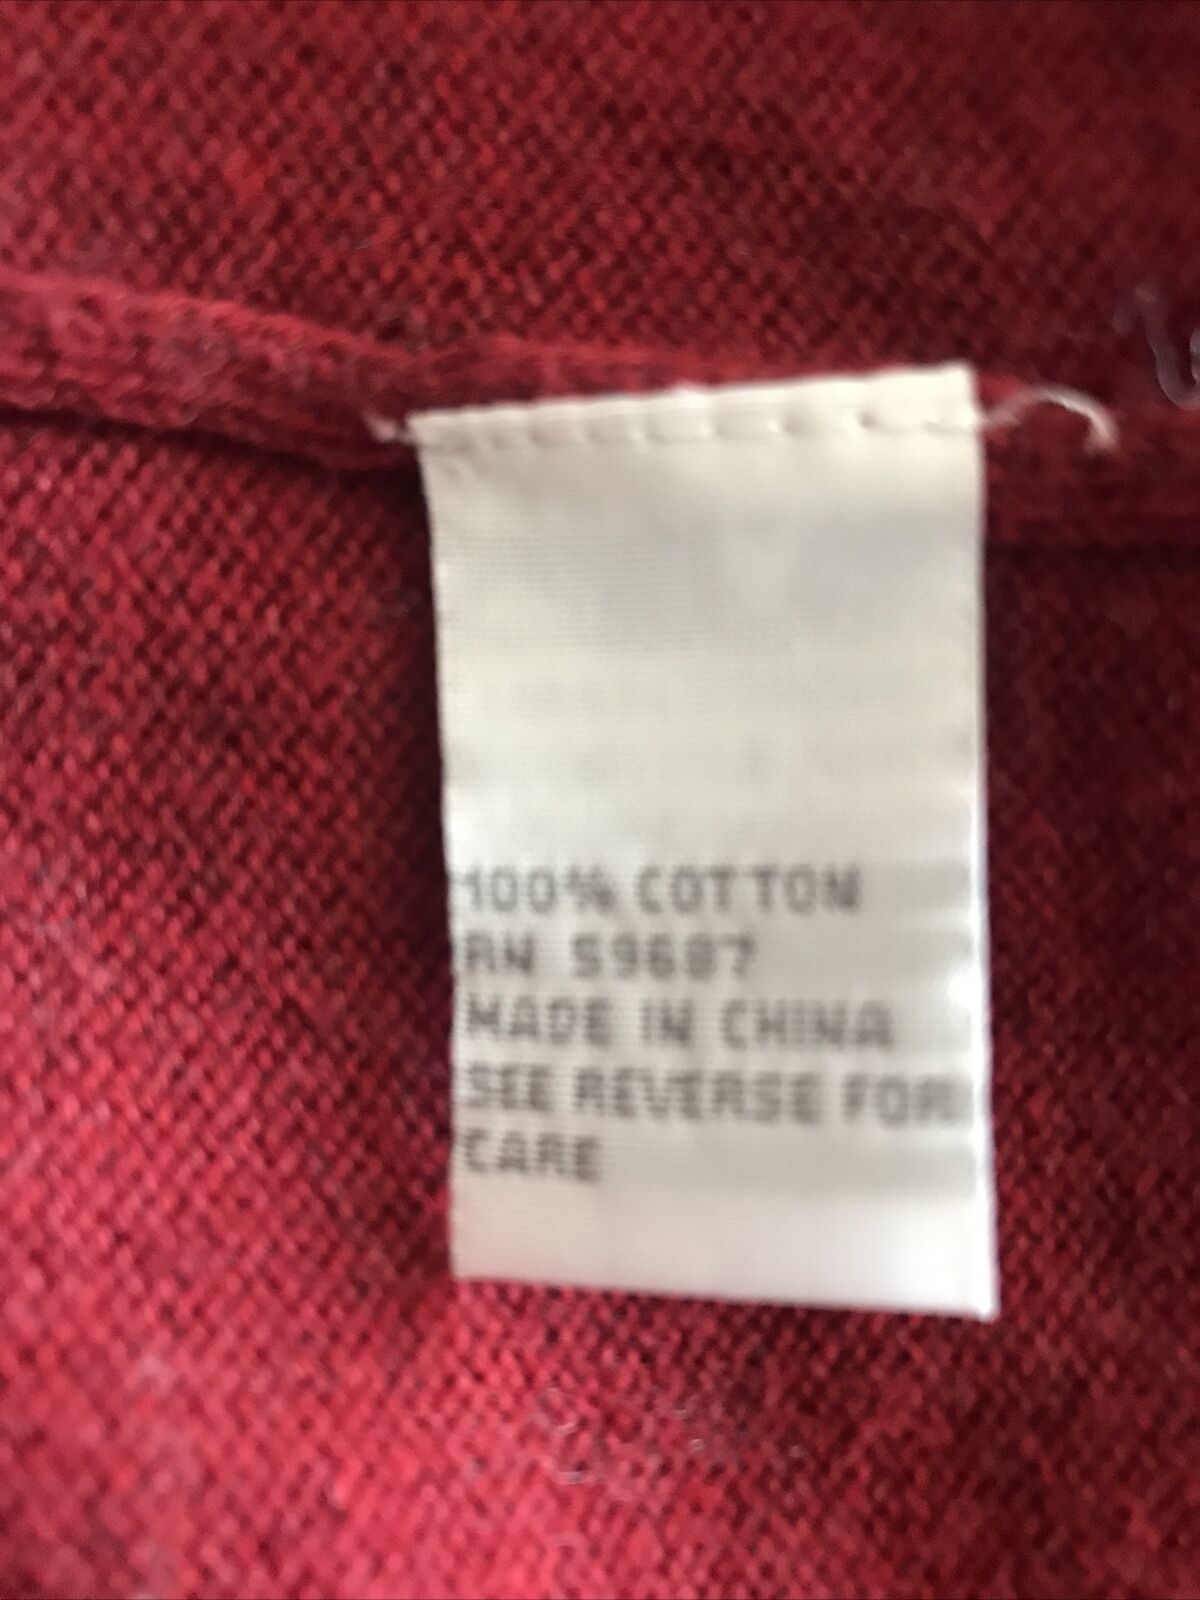 100% COTTON
RN 59687
MADE IN CHINA
SEE REVERSE FOR
CARE